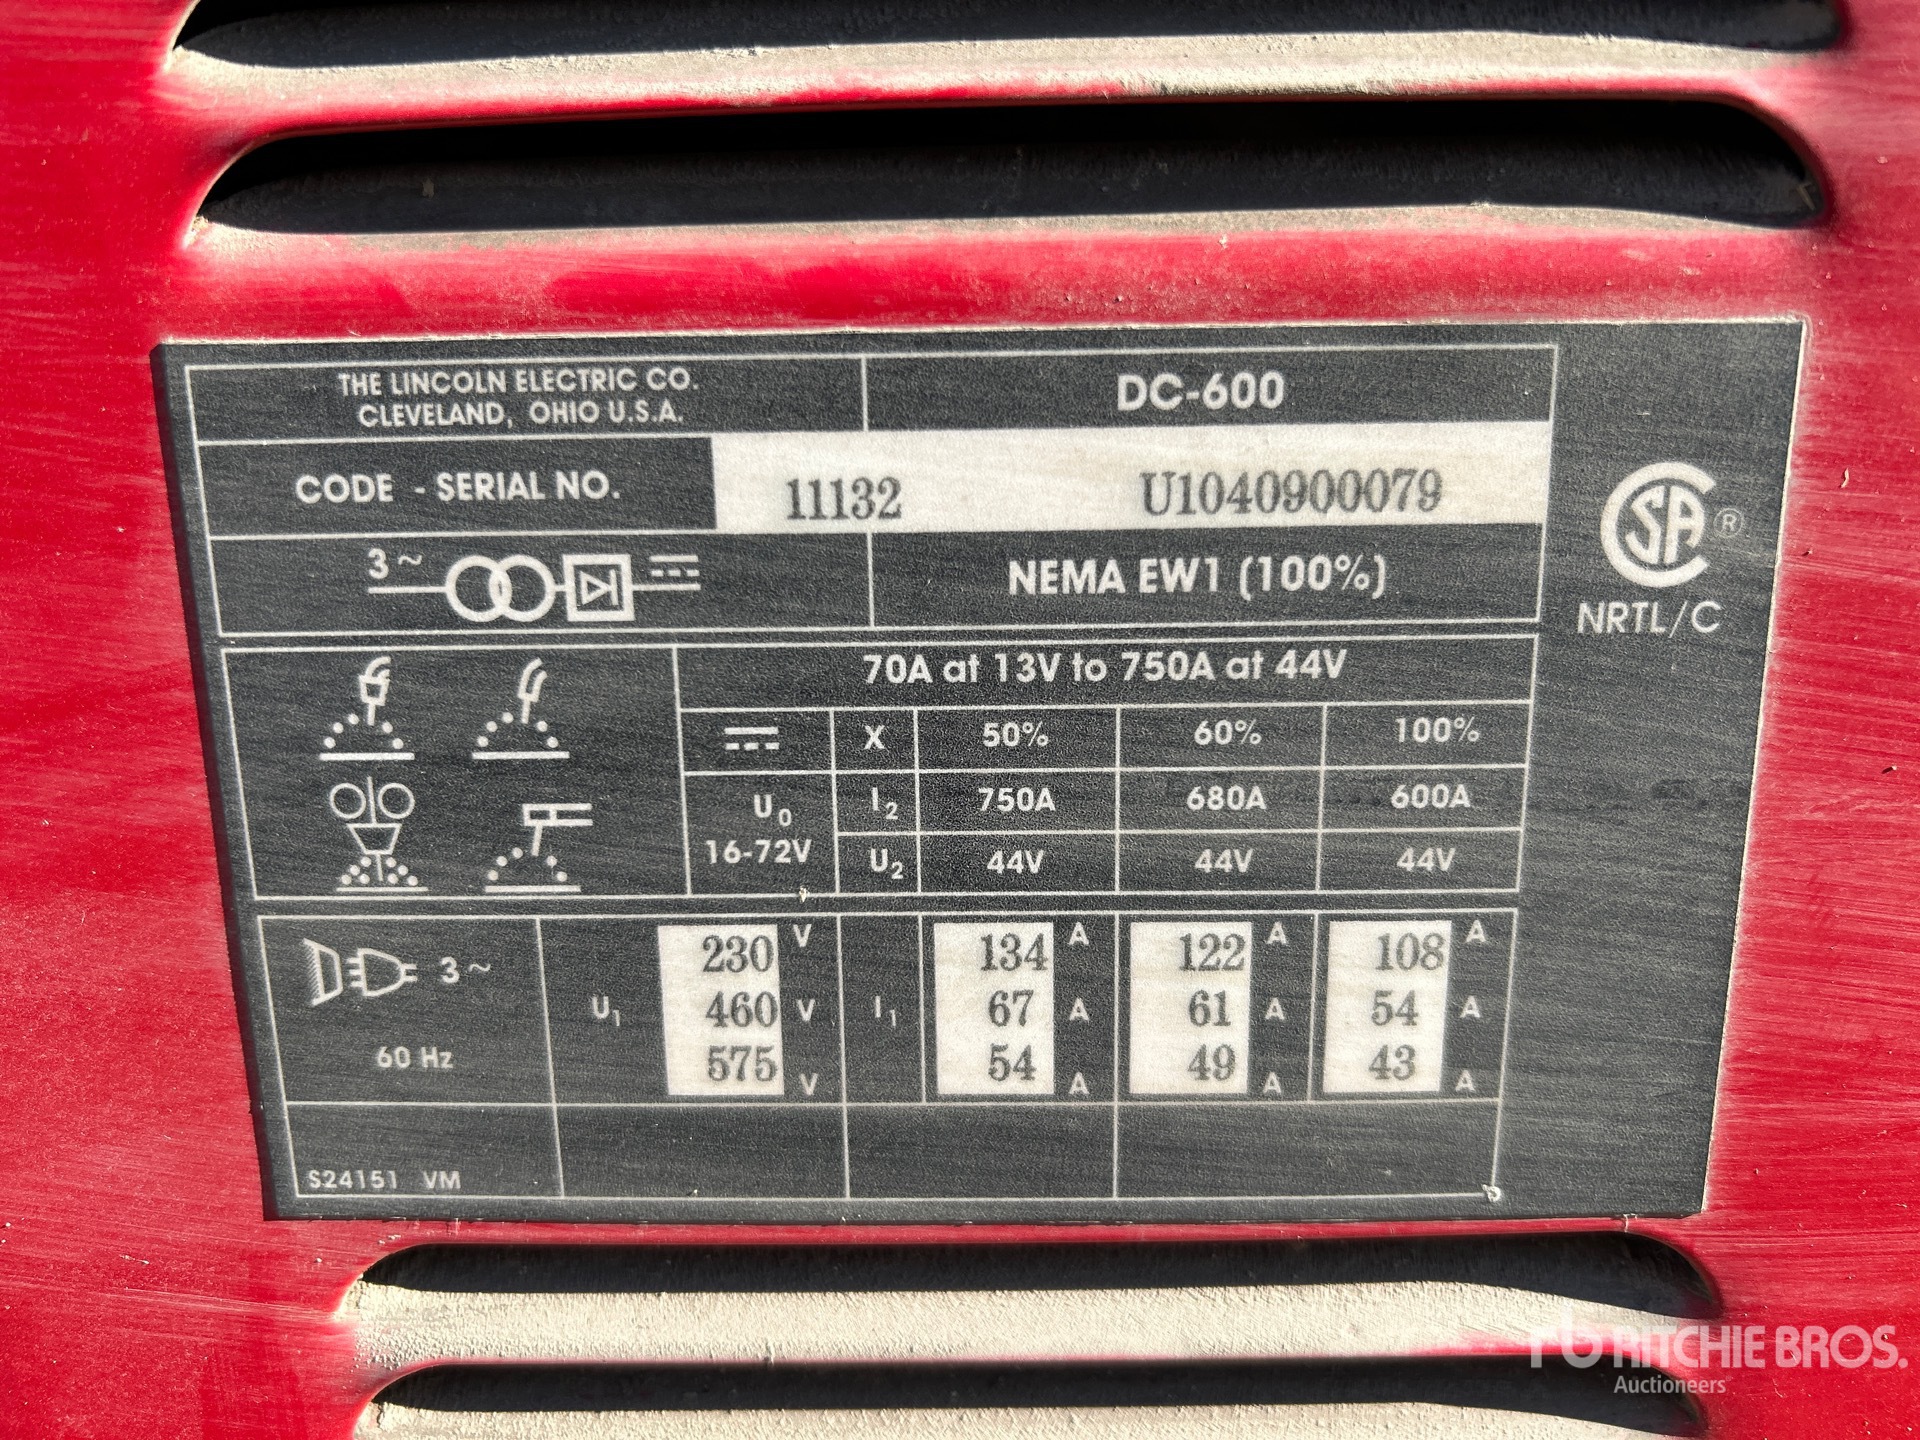 THE LINCOLN ELECTRIC CO.
CLEVELAND, OHIO U.S.A.
DC-600
CODE - SERIAL NO. 11132 U1040900079
3~
NEMA EW1 (100%)
CSA ®
NRTL/C
70A at 13V to 750A at 44V
X 50% 60% 100%
U0 16-72V
I2 750A 680A 600A
U2 44V 44V 44V
3~ 60 Hz
U1 I1
230 V 134 A 122 A 108 A
460 V 67 A 61 A 54 A
575 V 54 A 49 A 43 A
S24151 VM
rb RITCHIE BROS.
Auctioneers